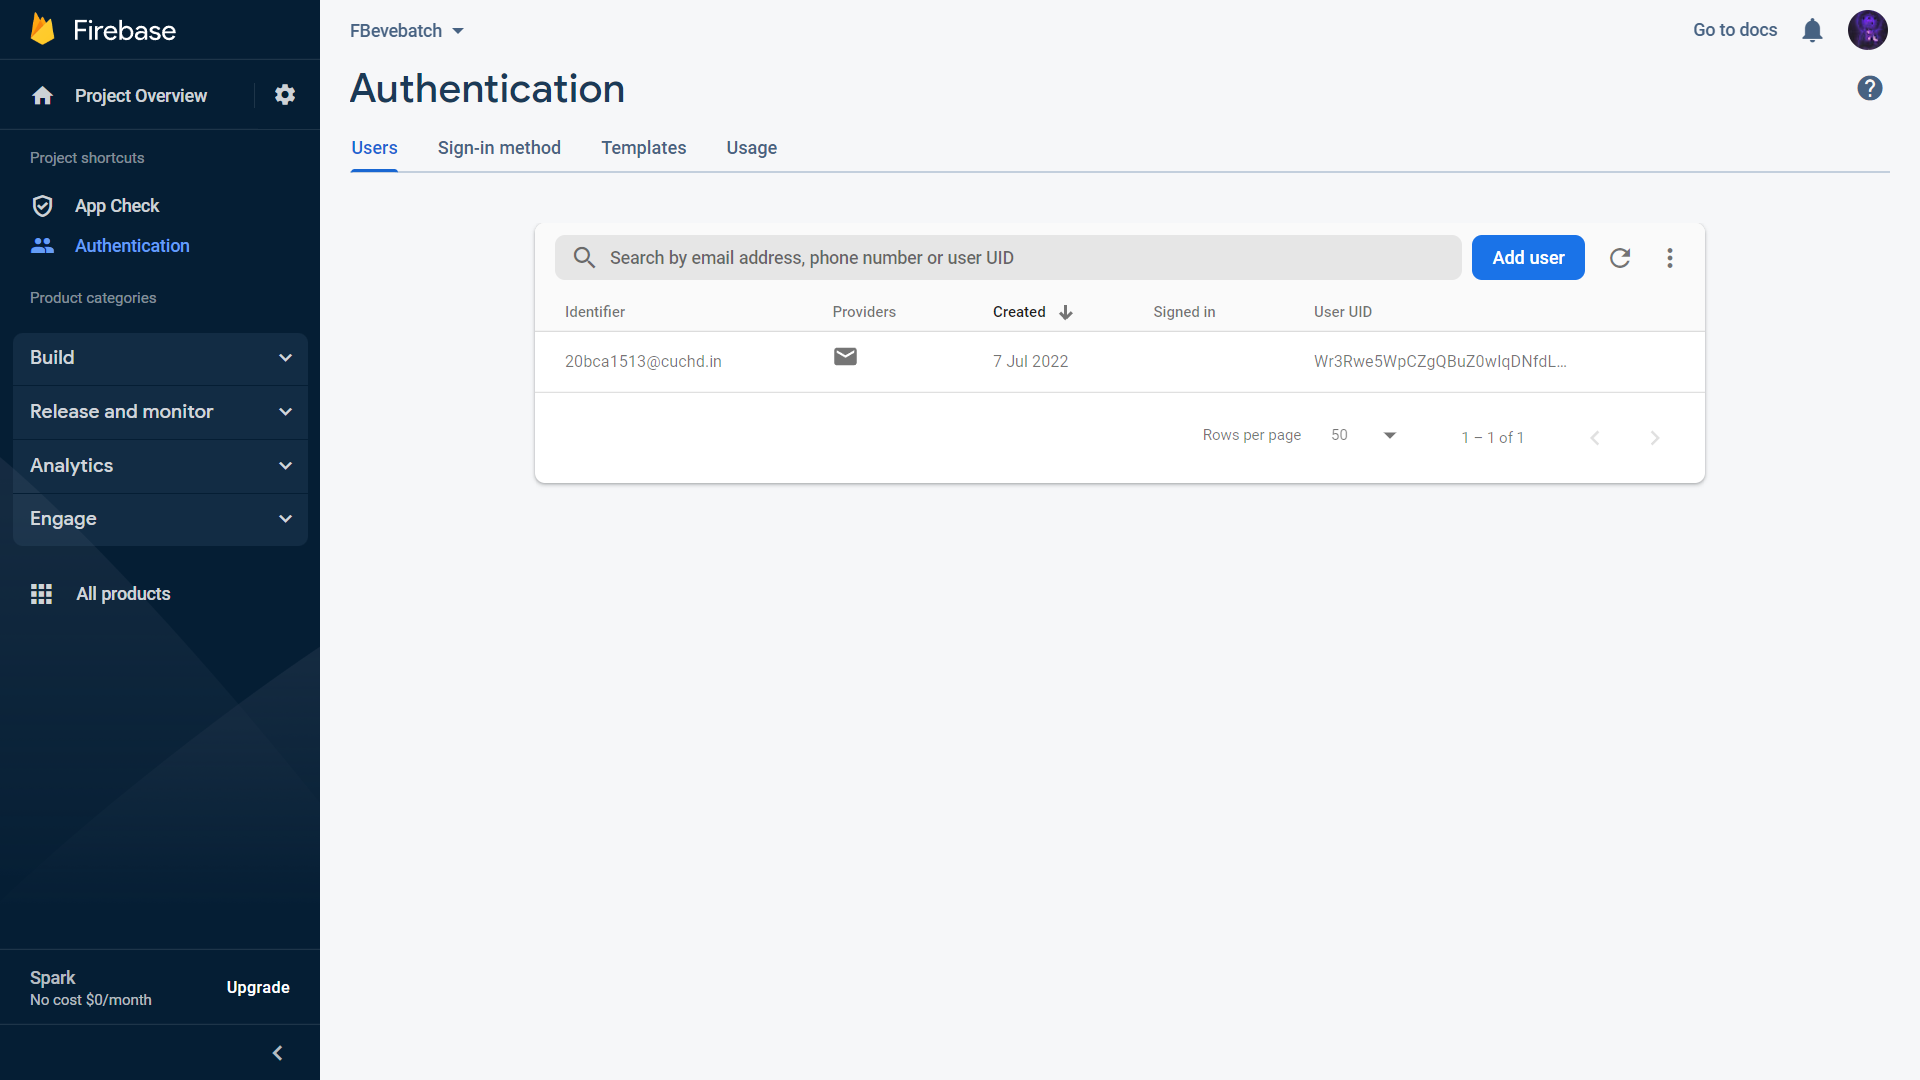 Firebase
Project Overview
Project shortcuts
App Check
Authentication
Product categories
Build
Release and monitor
Analytics
Engage
All products
Spark
No cost $0/month
Upgrade
FBevebatch
Go to docs
Authentication
Users Sign-in method Templates Usage
Search by email address, phone number or user UID
Add user
Identifier Providers Created Signed in User UID
20bca1513@cuchd.in 7 Jul 2022 Wr3Rwe5WpCZgQBuZ0wIqDNfdL...
Rows per page 50 1 – 1 of 1